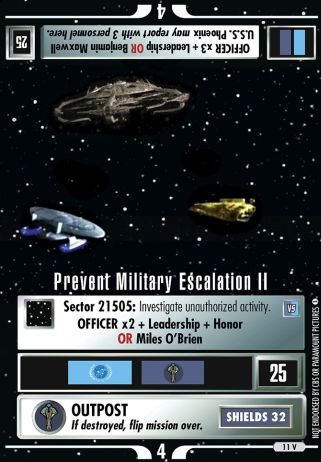 4
OFFICER x3 + Leadership OR Benjamin Maxwell
U.S.S. Phoenix may report with 3 personnel here.
25
Prevent Military Escalation II
Sector 21505: Investigate unauthorized activity.
VS
OFFICER x2 + Leadership + Honor
OR Miles O'Brien
25
OUTPOST
If destroyed, flip mission over.
SHIELDS 32
4
11 V
NOT ENDORSED BY CBS OR PARAMOUNT PICTURES